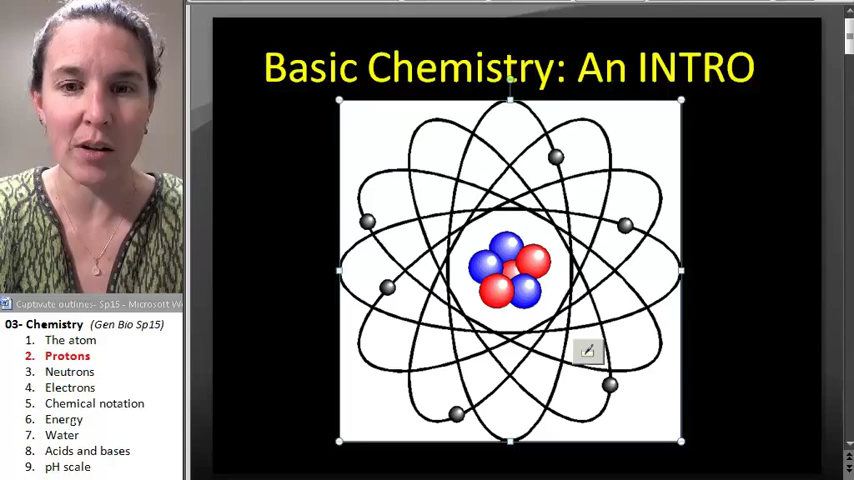 Basic Chemistry: An INTRO
Captivate outlines- Sp15 - Microsoft W
03- Chemistry (Gen Bio Sp15)
1. The atom
2. Protons
3. Neutrons
4. Electrons
5. Chemical notation
6. Energy
7. Water
8. Acids and bases
9. pH scale